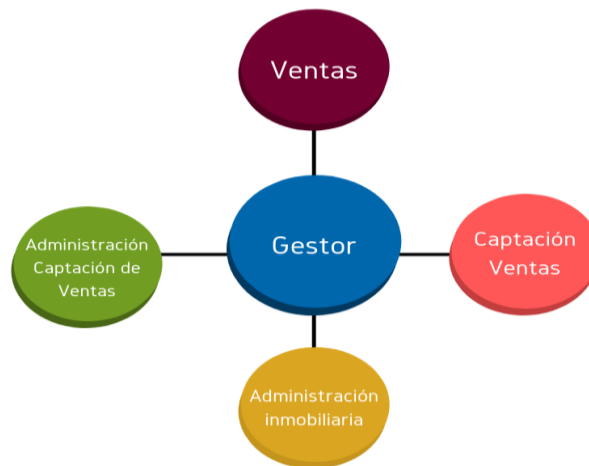 Ventas
Administración
Captación de
Ventas
Gestor
Captación
Ventas
Administración
inmobiliaria